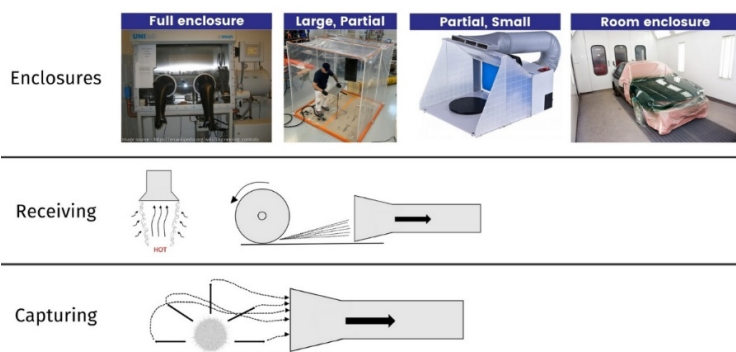 Full enclosure
Large, Partial
Partial, Small
Room enclosure
Enclosures
Receiving
HOT
Capturing